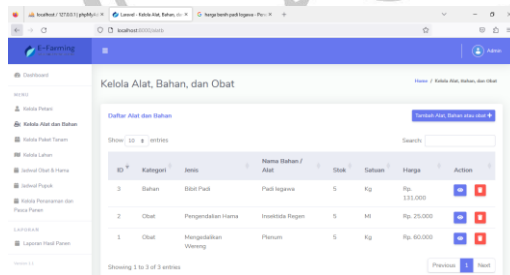 localhost / 127.0.0.1 | phpMyA
Laravel - Kelola Alat, Bahan, da
harga benih padi legawa - Pen
localhost:8000/alatb
E-Farming
Admin
Dashboard
Kelola Alat, Bahan, dan Obat
Home / Kelola Alat, Bahan, dan Obat
MENU
Kelola Petani
Kelola Alat dan Bahan
Kelola Paket Tanam
Kelola Lahan
Jadwal Obat & Hama
Jadwal Pupuk
Kelola Penanaman dan
Pasca Panen
LAPORAN
Laporan Hasil Panen
Daftar Alat dan Bahan
Tambah Alat, Bahan atau obat +
Show 10 entries
Search:
ID Kategori Jenis Nama Bahan / Alat Stok Satuan Harga Action
3 Bahan Bibit Padi Padi legawa 5 Kg Rp. 131,000
2 Obat Pengendalian Hama Insektida Regen 5 Ml Rp. 25,000
1 Obat Mengedalikan Wereng Plenum 5 Kg Rp. 60,000
Showing 1 to 3 of 3 entries
Previous 1 Next